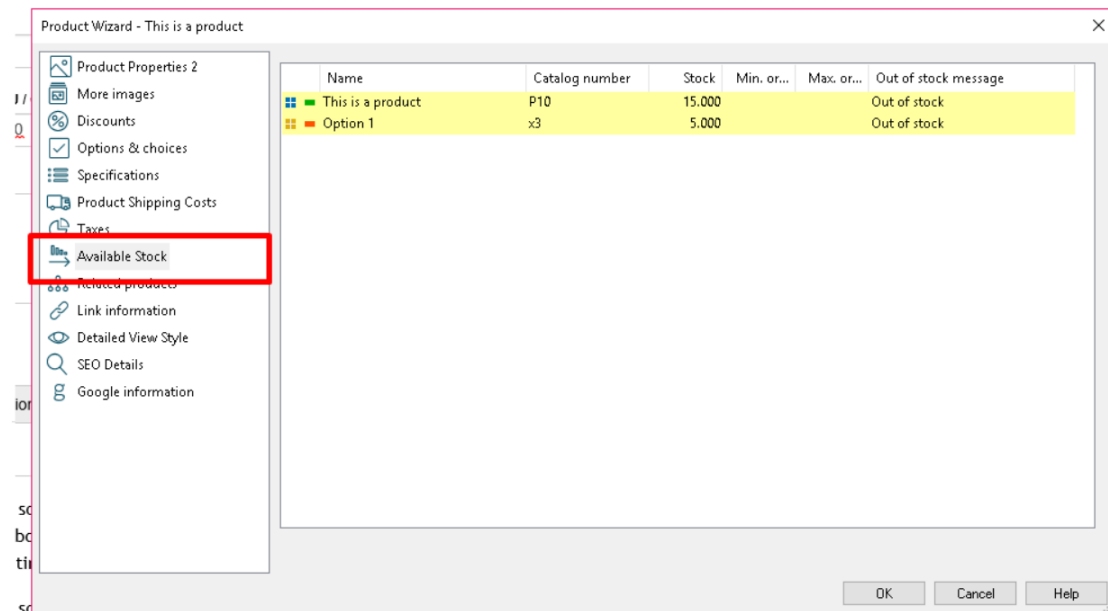 Product Wizard - This is a product
Product Properties 2
More images
Discounts
Options & choices
Specifications
Product Shipping Costs
Taxes
Available Stock
Related products
Link information
Detailed View Style
SEO Details
Google information
Name Catalog number Stock Min. or... Max. or... Out of stock message
This is a product P10 15.000 Out of stock
Option 1 x3 5.000 Out of stock
OK Cancel Help